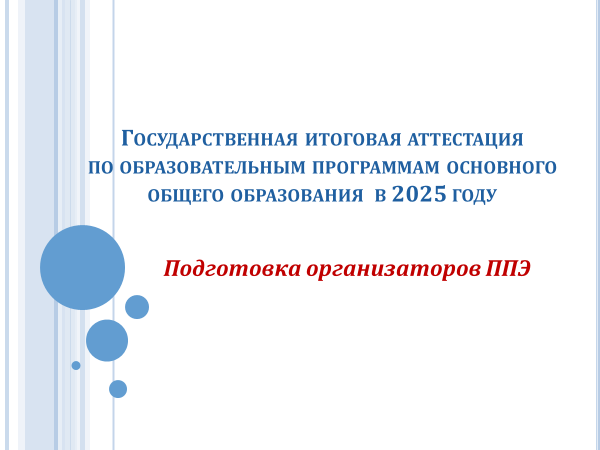 Государственная итоговая аттестация
по образовательным программам основного
общего образования в 2025 году
Подготовка организаторов ППЭ